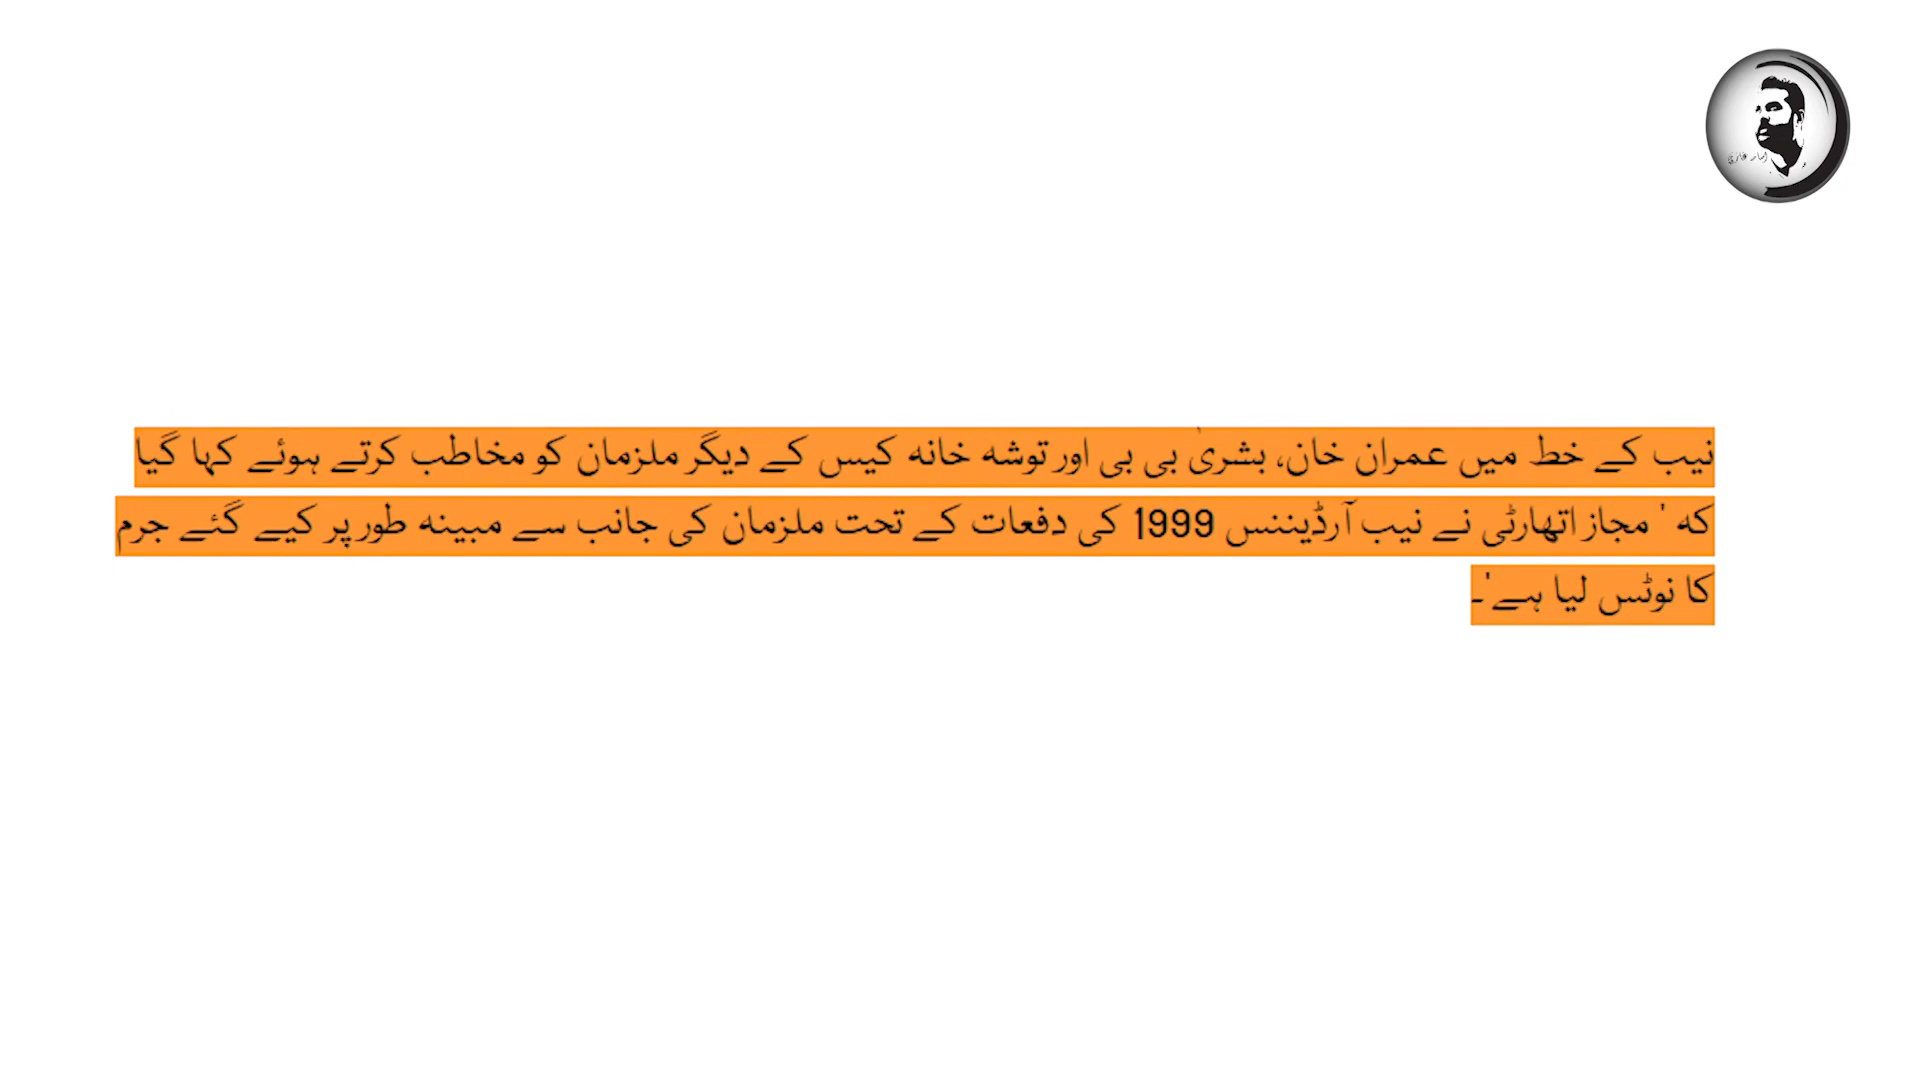 نیب کے خط میں عمران خان، بشریٰ بی بی اور توشہ خانہ کیس کے دیگر ملزمان کو مخاطب کرتے ہوئے کہا گیا
کہ ' مجاز اتھارٹی نے نیب آرڈیننس 1999 کی دفعات کے تحت ملزمان کی جانب سے مبینہ طور پر کیے گئے جرم
کا نوٹس لیا ہے'۔